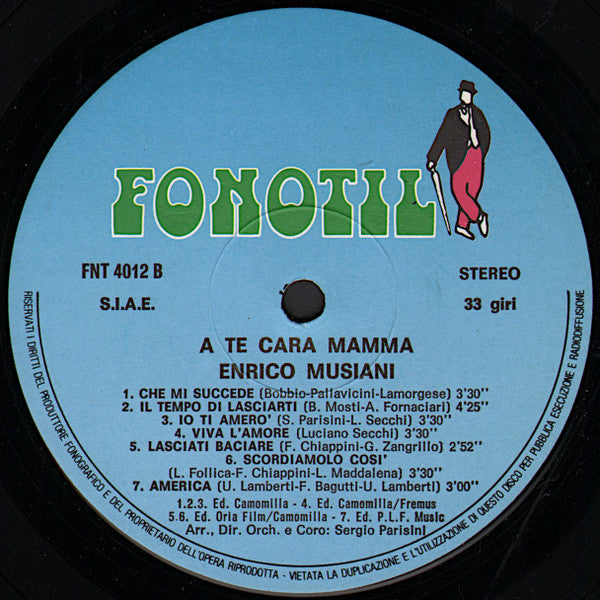 FONOTIL
FNT 4012 B
STEREO
S.I.A.E.
33 giri
A TE CARA MAMMA
ENRICO MUSIANI
1. CHE MI SUCCEDE (Bobbio-Pallavicini-Lamorgese) 3'30''
2. IL TEMPO DI LASCIARTI (B. Mosti-A. Fornaciari) 4'25''
3. IO TI AMERO' (S. Parisini-L. Secchi) 3'30''
4. VIVA L'AMORE (Luciano Secchi) 3'30''
5. LASCIATI BACIARE (F. Chiappini-G. Zangrillo) 2'52''
6. SCORDIAMOLO COSI'
(L. Follica-F. Chiappini-L. Maddalena) 3'30''
7. AMERICA (U. Lamberti-F. Bagutti-U. Lamberti) 3'00''
1.2.3. Ed. Camomilla - 4. Ed. Camomilla/Fremus
5.6. Ed. Oria Film/Camomilla - 7. Ed. P.L.F. Music
Arr., Dir. Orch. e Coro: Sergio Parisini
RISERVATI I DIRITTI DEL PRODUTTORE FONOGRAFICO E DEL PROPRIETARIO DELL'OPERA RIPRODOTTA - VIETATA LA DUPLICAZIONE E L'UTILIZZAZIONE DI QUESTO DISCO PER PUBBLICA ESECUZIONE E RADIODIFFUSIONE